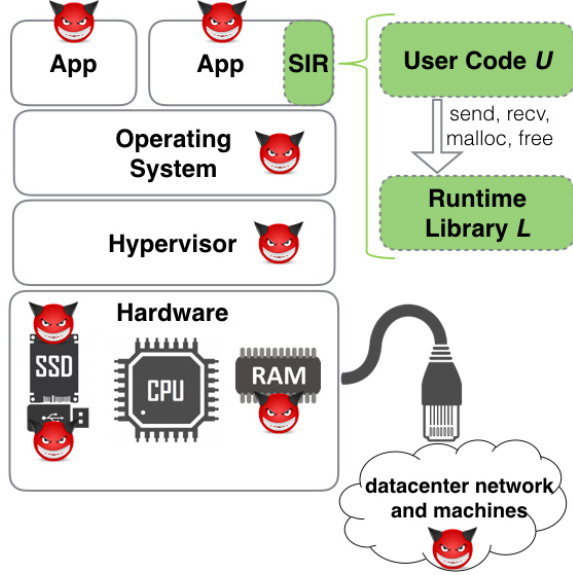 App
App
SIR
User Code U
send, recv,
malloc, free
Runtime
Library L
Operating
System
Hypervisor
Hardware
SSD
CPU
RAM
datacenter network
and machines